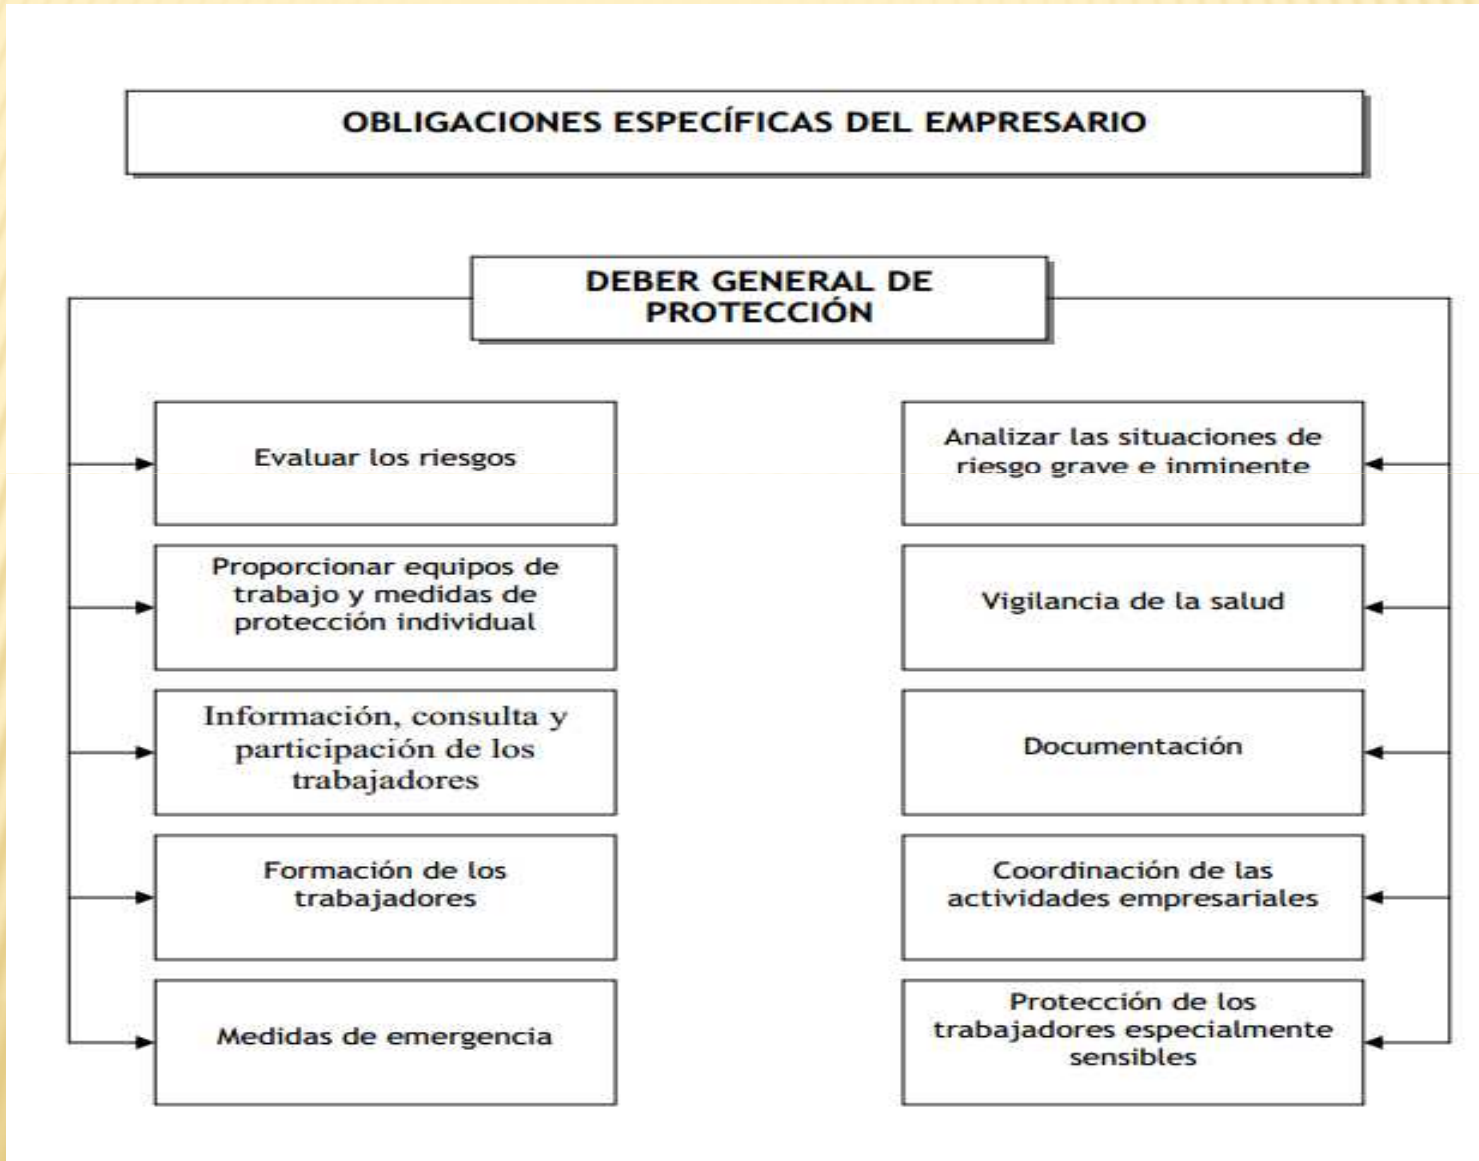 OBLIGACIONES ESPECÍFICAS DEL EMPRESARIO
DEBER GENERAL DE
PROTECCIÓN
Evaluar los riesgos
Proporcionar equipos de
trabajo y medidas de
protección individual
Información, consulta y
participación de los
trabajadores
Formación de los
trabajadores
Medidas de emergencia
Analizar las situaciones de
riesgo grave e inminente
Vigilancia de la salud
Documentación
Coordinación de las
actividades empresariales
Protección de los
trabajadores especialmente
sensibles